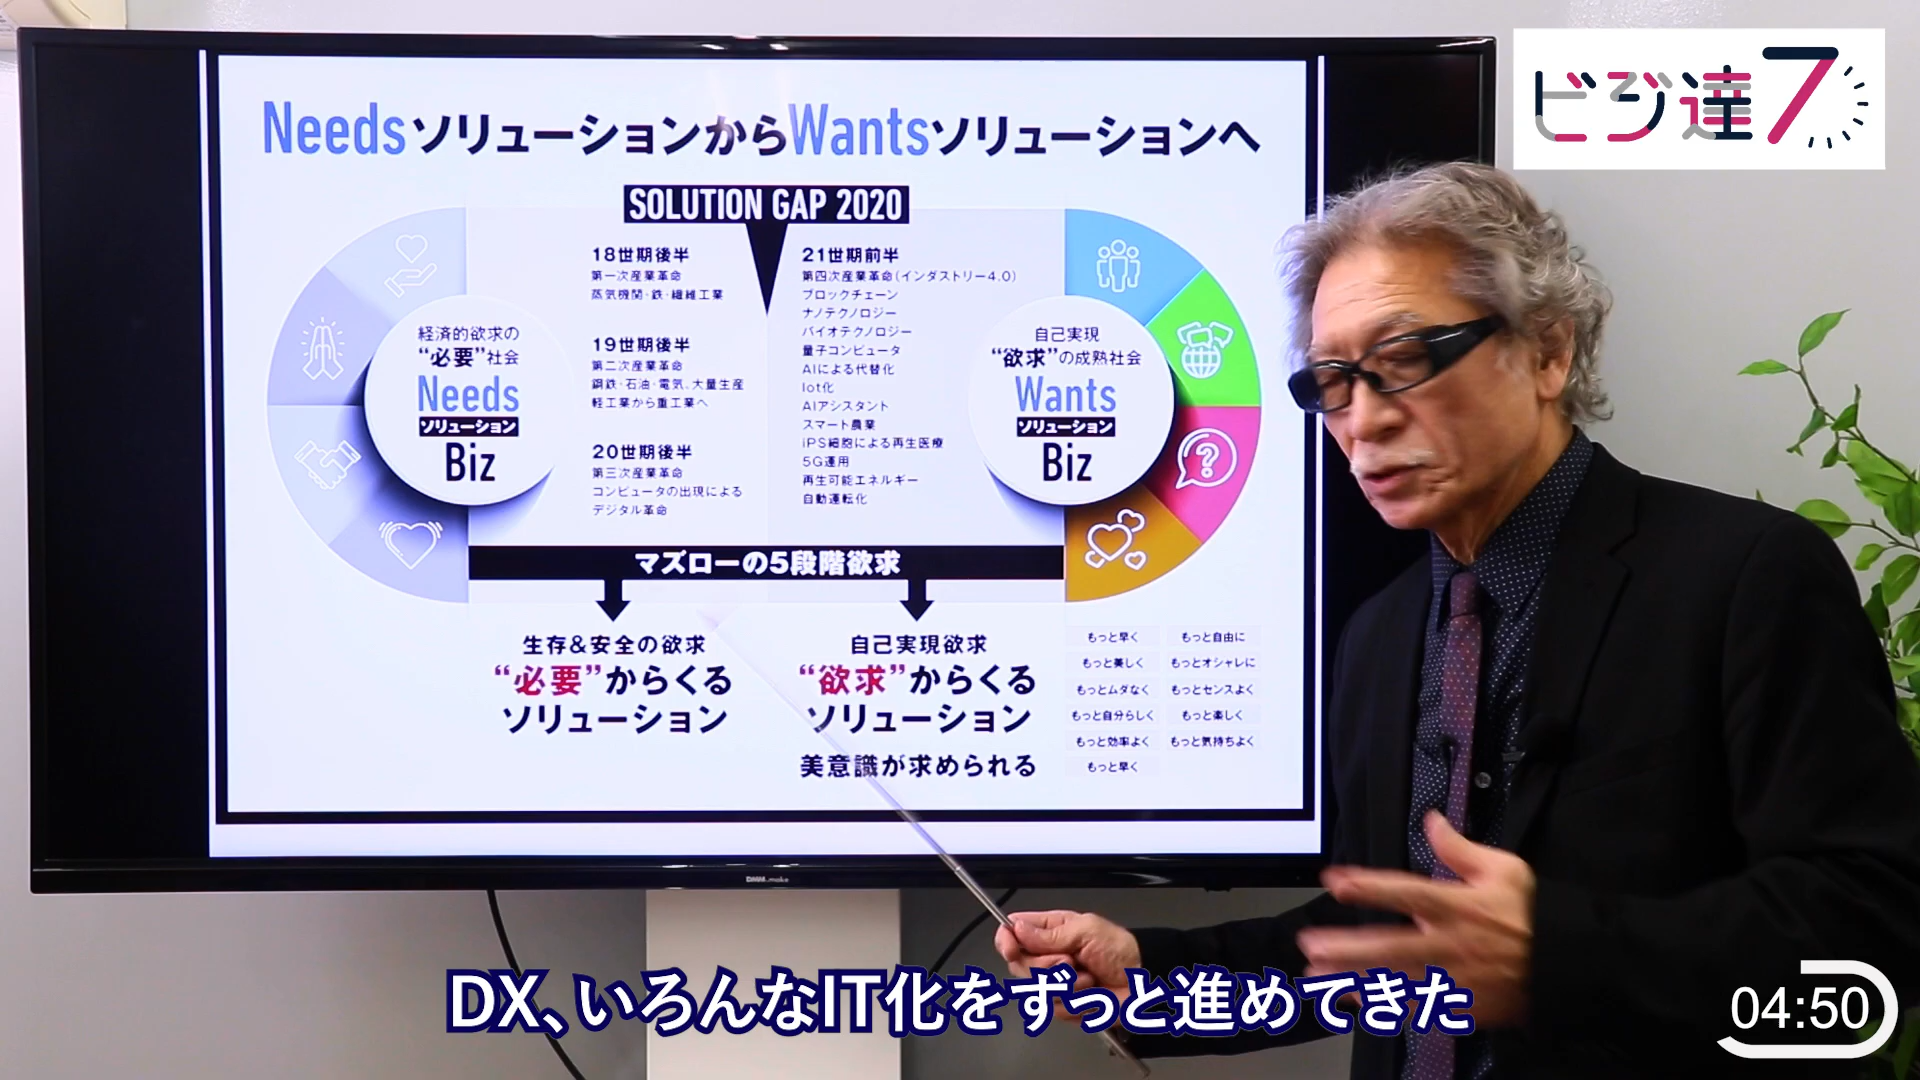 NeedsソリューションからWantsソリューションへ
SOLUTION GAP 2020
経済的欲求の
“必要”社会
Needs
ソリューション
Biz
18世期後半
第一次産業革命
蒸気機関・鉄・繊維工業
19世期後半
第二次産業革命
鋼鉄・石油・電気、大量生産
軽工業から重工業へ
20世期後半
第三次産業革命
コンピュータの出現による
デジタル革命
21世期前半
第四次産業革命(インダストリー4.0)
ブロックチェーン
ナノテクノロジー
バイオテクノロジー
量子コンピュータ
AIによる代替化
Iot化
AIアシスタント
スマート農業
iPS細胞による再生医療
5G運用
再生可能エネルギー
自動運転化
自己実現
“欲求”の成熟社会
Wants
ソリューション
Biz
マズローの5段階欲求
生存&安全の欲求
“必要”からくる
ソリューション
自己実現欲求
“欲求”からくる
ソリューション
美意識が求められる
もっと早く
もっと自由に
もっと美しく
もっとオシャレに
もっとムダなく
もっとセンスよく
もっと自分らしく
もっと楽しく
もっと効率よく
もっと気持ちよく
もっと早く
DMM.make
ビジ達7
DX、いろんなIT化をずっと進めてきた
04:50